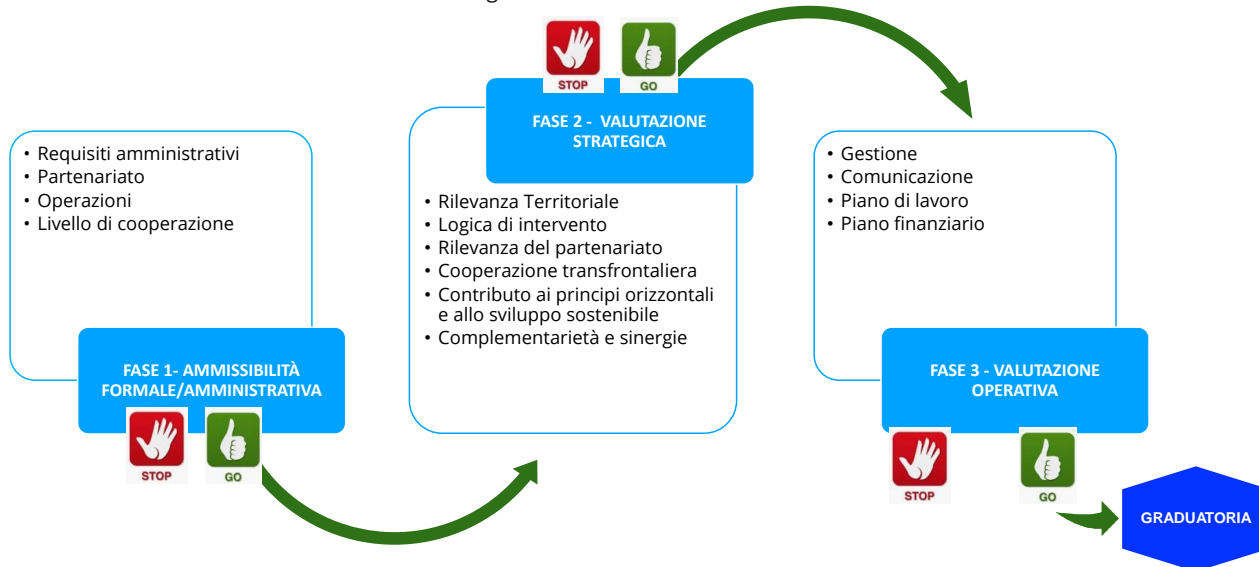 • Requisiti amministrativi
• Partenariato
• Operazioni
• Livello di cooperazione
FASE 1- AMMISSIBILITÀ
FORMALE/AMMINISTRATIVA
STOP
GO
STOP
GO
FASE 2 - VALUTAZIONE
STRATEGICA
• Rilevanza Territoriale
• Logica di intervento
• Rilevanza del partenariato
• Cooperazione transfrontaliera
• Contributo ai principi orizzontali
e allo sviluppo sostenibile
• Complementarietà e sinergie
• Gestione
• Comunicazione
• Piano di lavoro
• Piano finanziario
FASE 3 - VALUTAZIONE
OPERATIVA
STOP
GO
GRADUATORIA